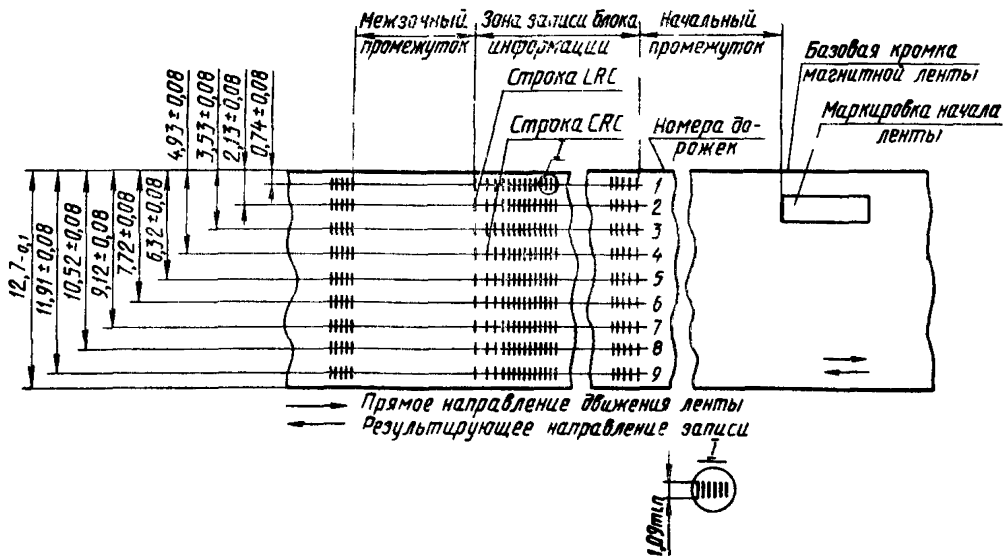 Межзонный
промежуток
Зона записи блока
информации
Начальный
промежуток
Базовая кромка
магнитной ленты
Маркировка начала
ленты
Строка LRC
Строка CRC
Номера до-
рожек
I
4,93±0,08
3,53±0,08
2,13±0,08
0,74±0,08
12,7-0,1
11,91±0,08
10,52±0,08
9,12±0,08
7,72±0,08
6,32±0,08
1
2
3
4
5
6
7
8
9
Прямое направление движения ленты
Результирующее направление записи
I
1,09min